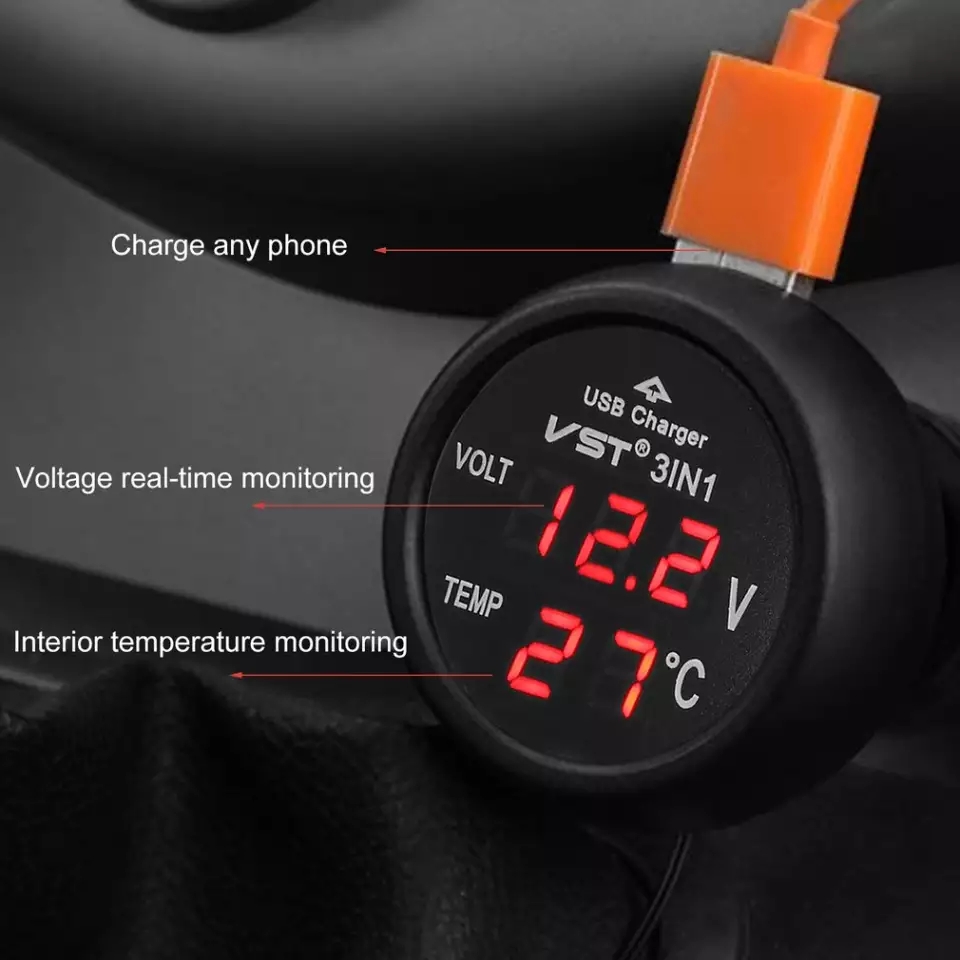 Charge any phone
USB Charger
VST® 3IN1
VOLT
Voltage real-time monitoring
12.2 V
TEMP
Interior temperature monitoring
27 °C